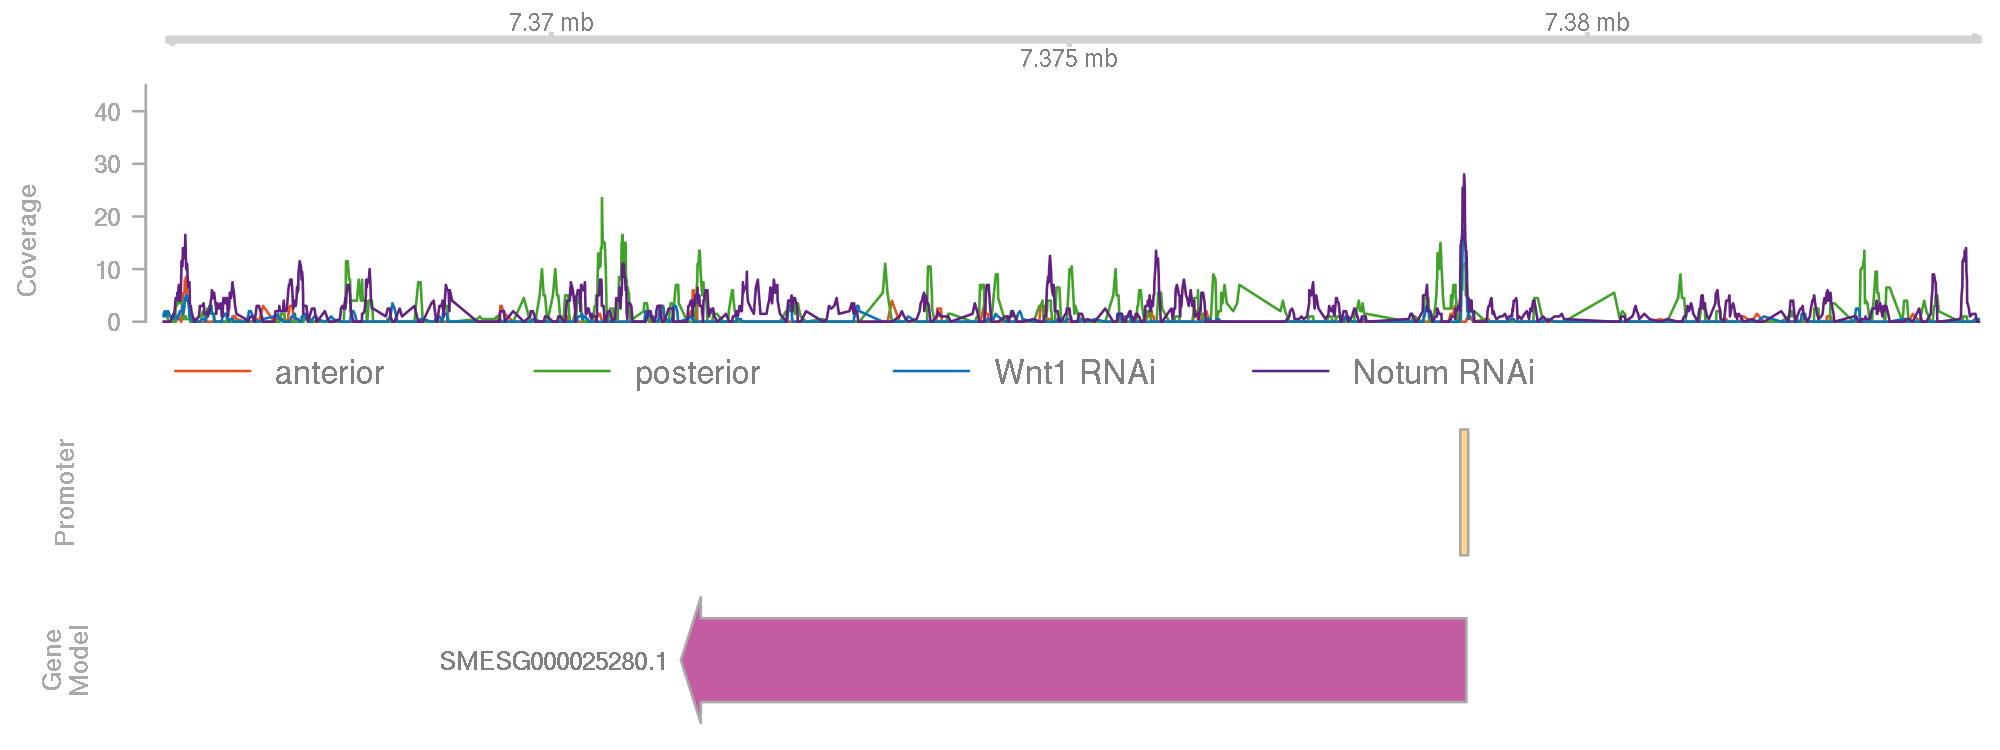 7.37 mb
7.38 mb
7.375 mb
Coverage
40
30
20
10
0
anterior
posterior
Wnt1 RNAi
Notum RNAi
Promoter
Gene
Model
SMESG000025280.1